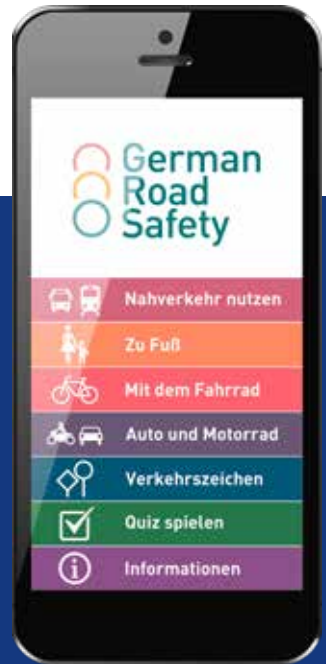 German
Road
Safety
Nahverkehr nutzen
Zu Fuß
Mit dem Fahrrad
Auto und Motorrad
Verkehrszeichen
Quiz spielen
Informationen